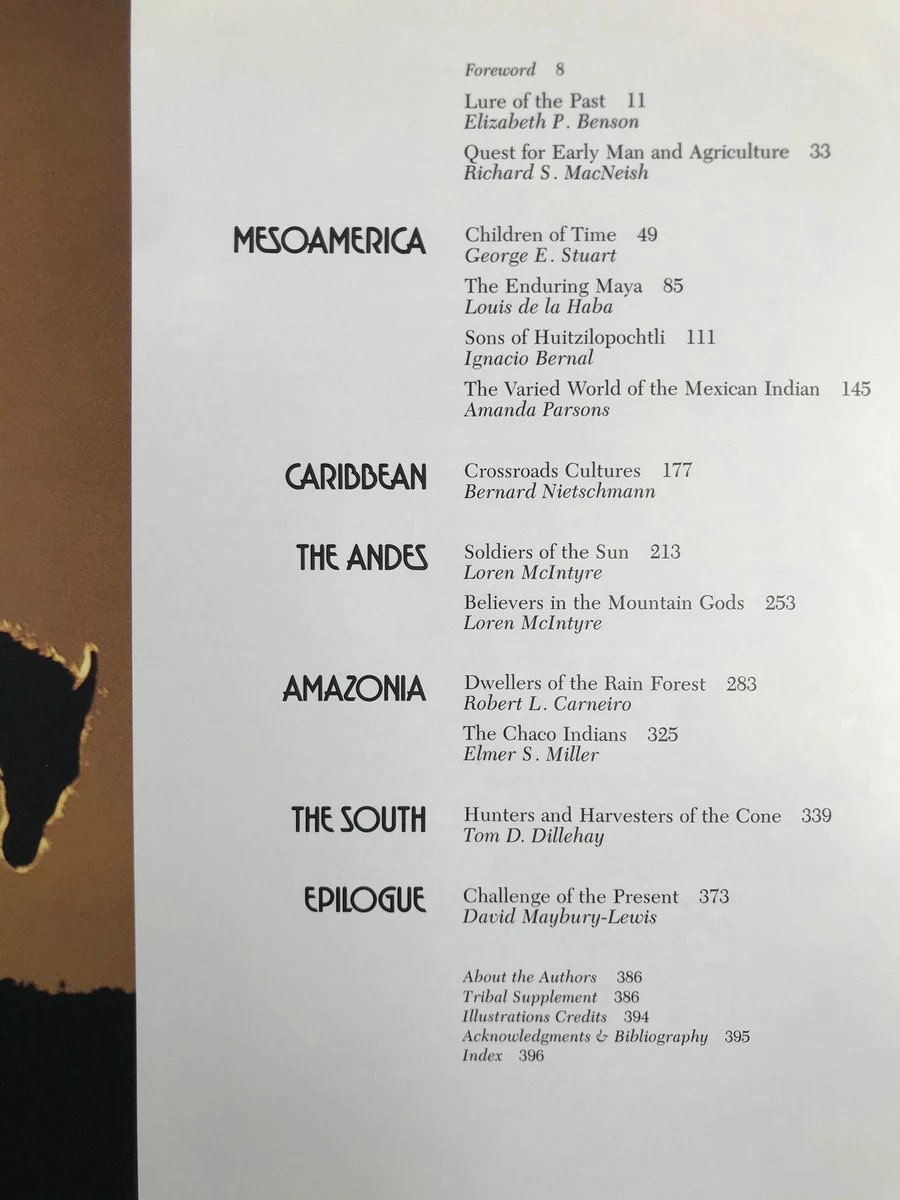 Foreword 8
Lure of the Past 11
Elizabeth P. Benson
Quest for Early Man and Agriculture 33
Richard S. MacNeish
MESOAMERICA
Children of Time 49
George E. Stuart
The Enduring Maya 85
Louis de la Haba
Sons of Huitzilopochtli 111
Ignacio Bernal
The Varied World of the Mexican Indian 145
Amanda Parsons
CARIBBEAN
Crossroads Cultures 177
Bernard Nietschmann
THE ANDES
Soldiers of the Sun 213
Loren McIntyre
Believers in the Mountain Gods 253
Loren McIntyre
AMAZONIA
Dwellers of the Rain Forest 283
Robert L. Carneiro
The Chaco Indians 325
Elmer S. Miller
THE SOUTH
Hunters and Harvesters of the Cone 339
Tom D. Dillehay
EPILOGUE
Challenge of the Present 373
David Maybury-Lewis
About the Authors 386
Tribal Supplement 386
Illustrations Credits 394
Acknowledgments & Bibliography 395
Index 396